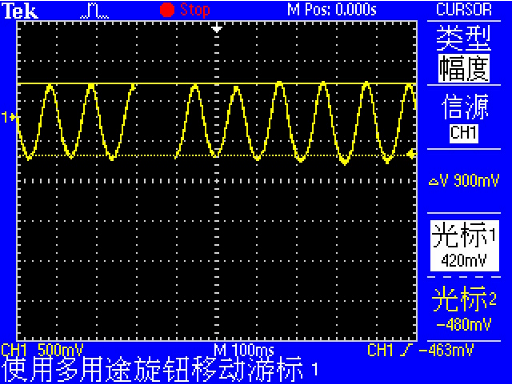 Tek Stop M Pos: 0.000s CURSOR
类型
幅度
信源
CH1
1
△V 900mV
光标1
420mV
光标2
-480mV
CH1 500mV M 100ms CH1 / -463mV
使用多用途旋钮移动游标 1